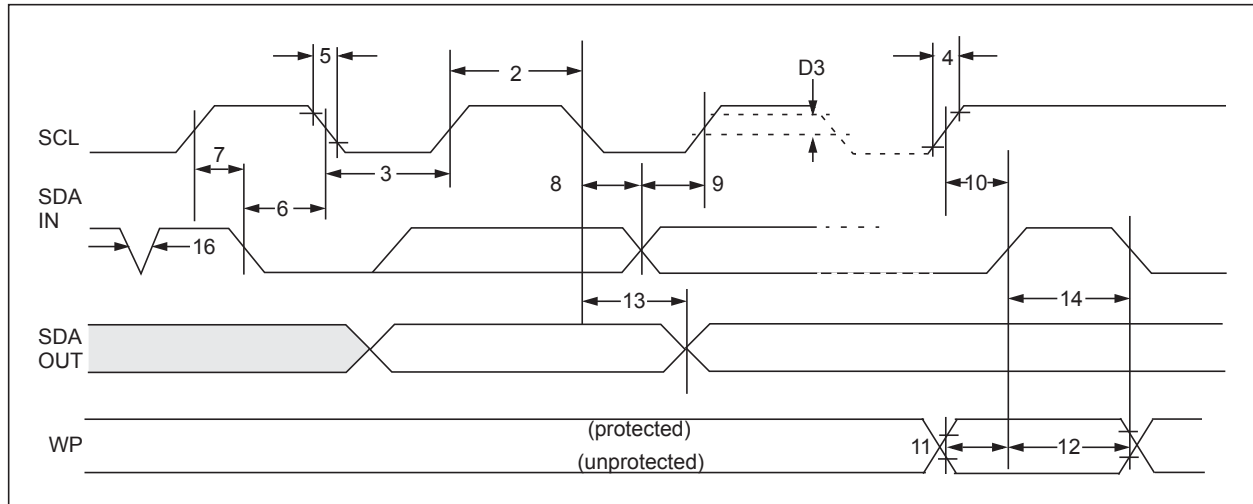 5
2
D3
4
SCL
7
3
8
9
10
SDA
IN
6
16
13
14
SDA
OUT
WP
(protected)
(unprotected)
11
12